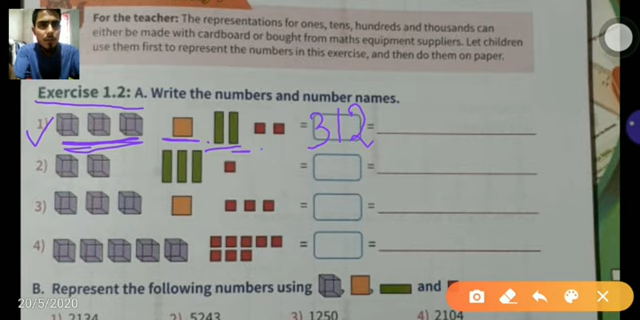 For the teacher: The representations for ones, tens, hundreds and thousands can
either be made with cardboard or bought from maths equipment suppliers. Let children
use them first to represent the numbers in this exercise, and then do them on paper.
Exercise 1.2: A. Write the numbers and number names.
1) = 312 =
2) = =
3) = =
4) = =
20/5/2020
B. Represent the following numbers using , , and
1) 2134 2) 5243 3) 1250 4) 2104